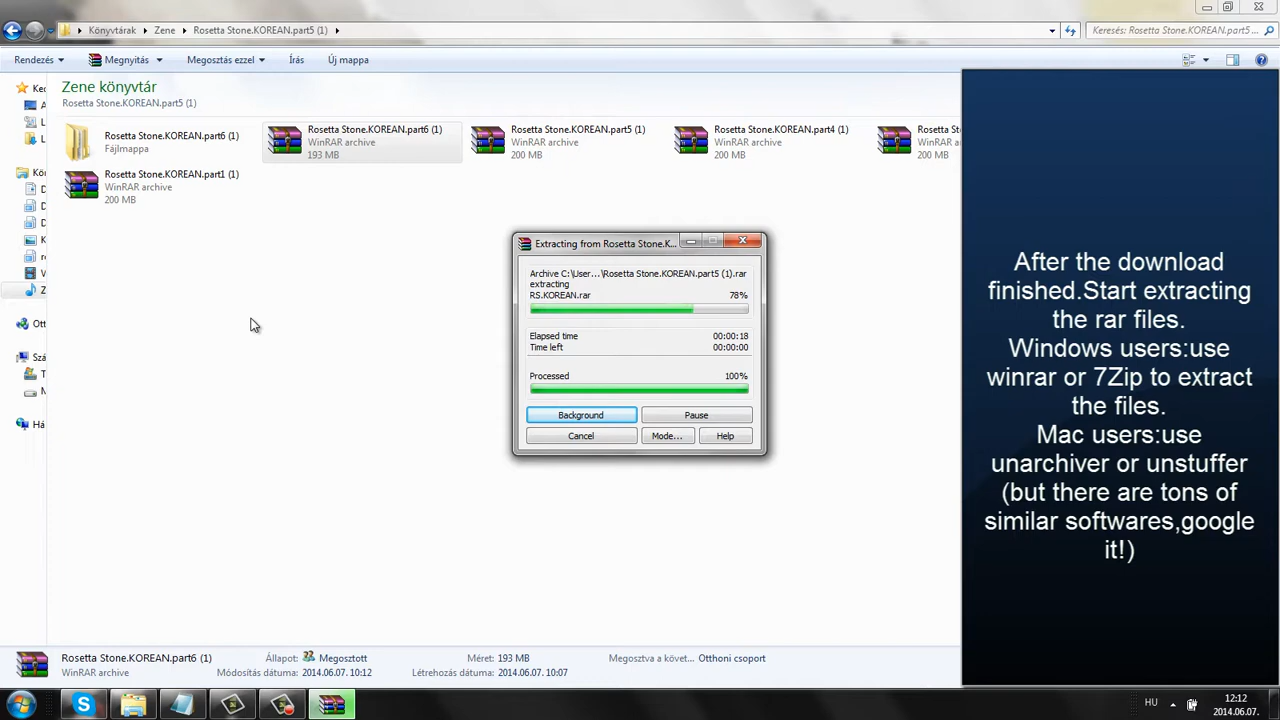 Könyvtárak
Zene
Rosetta Stone.KOREAN.part5 (1)
Keresés: Rosetta Stone.KOREAN.part5 ...
Rendezés
Megnyitás
Megosztás ezzel
Írás
Új mappa
Zene könyvtár
Rosetta Stone.KOREAN.part5 (1)
Rosetta Stone.KOREAN.part6 (1)
Fájlmappa
Rosetta Stone.KOREAN.part6 (1)
WinRAR archive
193 MB
Rosetta Stone.KOREAN.part5 (1)
WinRAR archive
200 MB
Rosetta Stone.KOREAN.part4 (1)
WinRAR archive
200 MB
Rosetta St
WinRAR arc
200 MB
Rosetta Stone.KOREAN.part1 (1)
WinRAR archive
200 MB
Extracting from Rosetta Stone.K...
Archive C:\User...\Rosetta Stone.KOREAN.part5 (1).rar
extracting
RS.KOREAN.rar 78%
Elapsed time 00:00:18
Time left 00:00:00
Processed 100%
Background
Pause
Cancel
Mode...
Help
After the download
finished.Start extracting
the rar files.
Windows users:use
winrar or 7Zip to extract
the files.
Mac users:use
unarchiver or unstuffer
(but there are tons of
similar softwares,google
it!)
Rosetta Stone.KOREAN.part6 (1)
WinRAR archive
Állapot: Megosztott
Módosítás dátuma: 2014.06.07. 10:12
Méret: 193 MB
Létrehozás dátuma: 2014.06.07. 10:07
Megosztva a követ... Otthoni csoport
HU
12:12
2014.06.07.